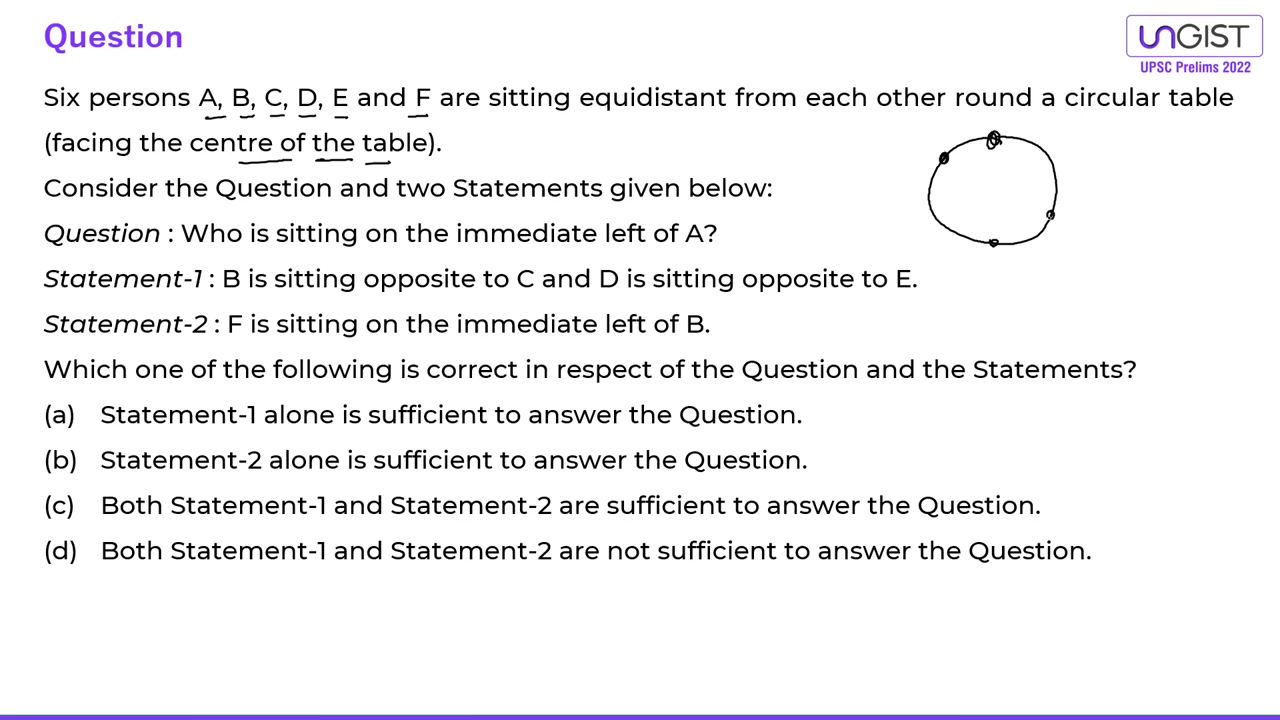 Question
UNGIST
UPSC Prelims 2022
Six persons A, B, C, D, E and F are sitting equidistant from each other round a circular table
(facing the centre of the table).
Consider the Question and two Statements given below:
Question : Who is sitting on the immediate left of A?
Statement-1 : B is sitting opposite to C and D is sitting opposite to E.
Statement-2 : F is sitting on the immediate left of B.
Which one of the following is correct in respect of the Question and the Statements?
(a) Statement-1 alone is sufficient to answer the Question.
(b) Statement-2 alone is sufficient to answer the Question.
(c) Both Statement-1 and Statement-2 are sufficient to answer the Question.
(d) Both Statement-1 and Statement-2 are not sufficient to answer the Question.